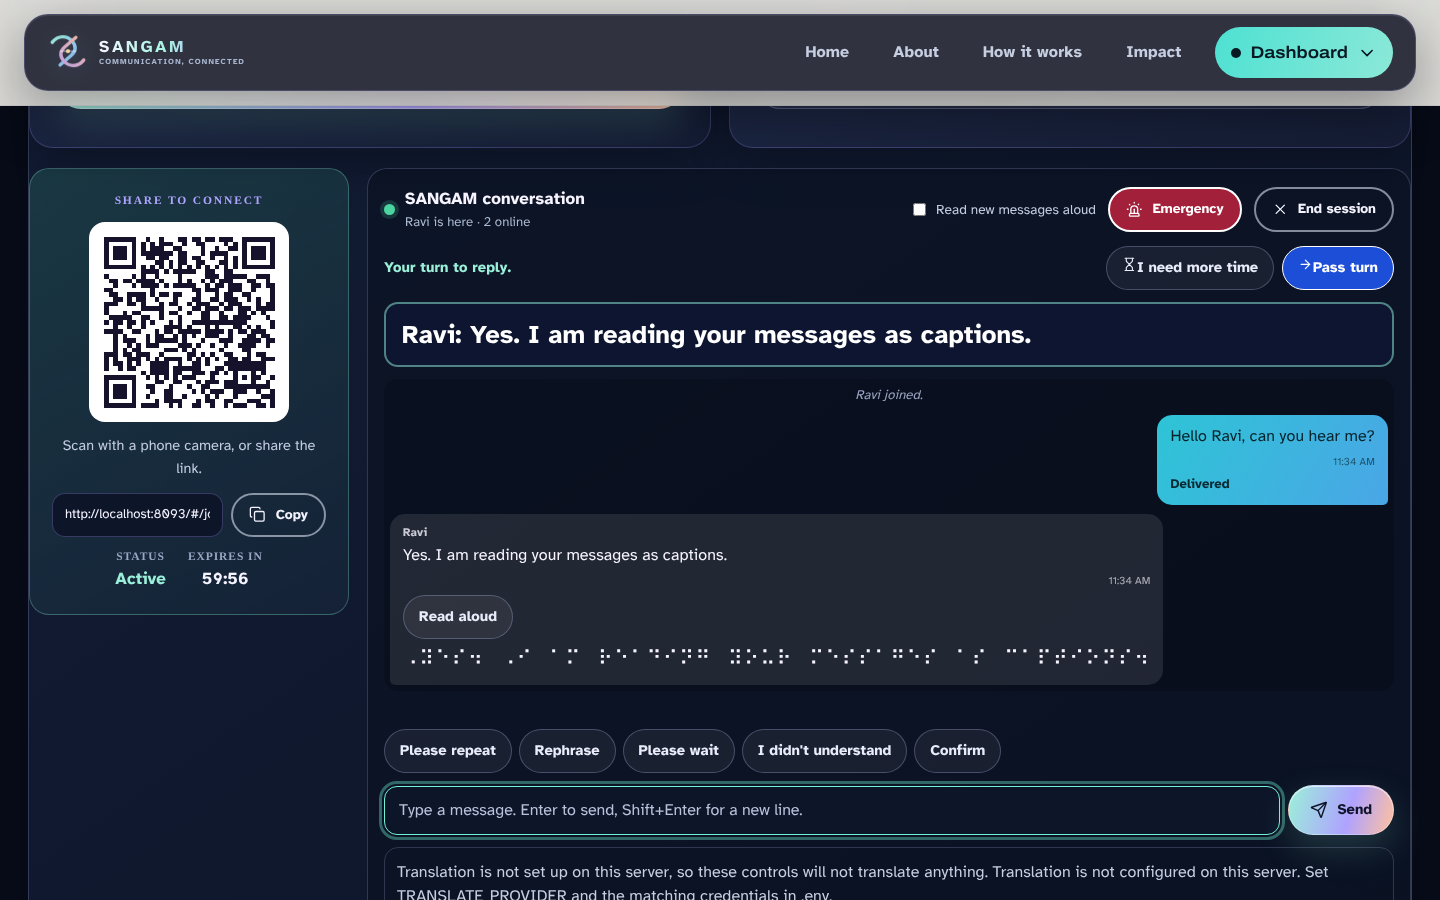 SANGAM
COMMUNICATION, CONNECTED
Home
About
How it works
Impact
Dashboard
SHARE TO CONNECT
Scan with a phone camera, or share the
link.
http://localhost:8093/#/jo
Copy
STATUS
EXPIRES IN
Active
59:56
SANGAM conversation
Ravi is here · 2 online
Read new messages aloud
Emergency
End session
Your turn to reply.
I need more time
Pass turn
Ravi: Yes. I am reading your messages as captions.
Ravi joined.
Hello Ravi, can you hear me?
11:34 AM
Delivered
Ravi
Yes. I am reading your messages as captions.
11:34 AM
Read aloud
Please repeat
Rephrase
Please wait
I didn't understand
Confirm
Type a message. Enter to send, Shift+Enter for a new line.
Send
Translation is not set up on this server, so these controls will not translate anything. Translation is not configured on this server. Set
TRANSLATE_PROVIDER and the matching credentials in .env.